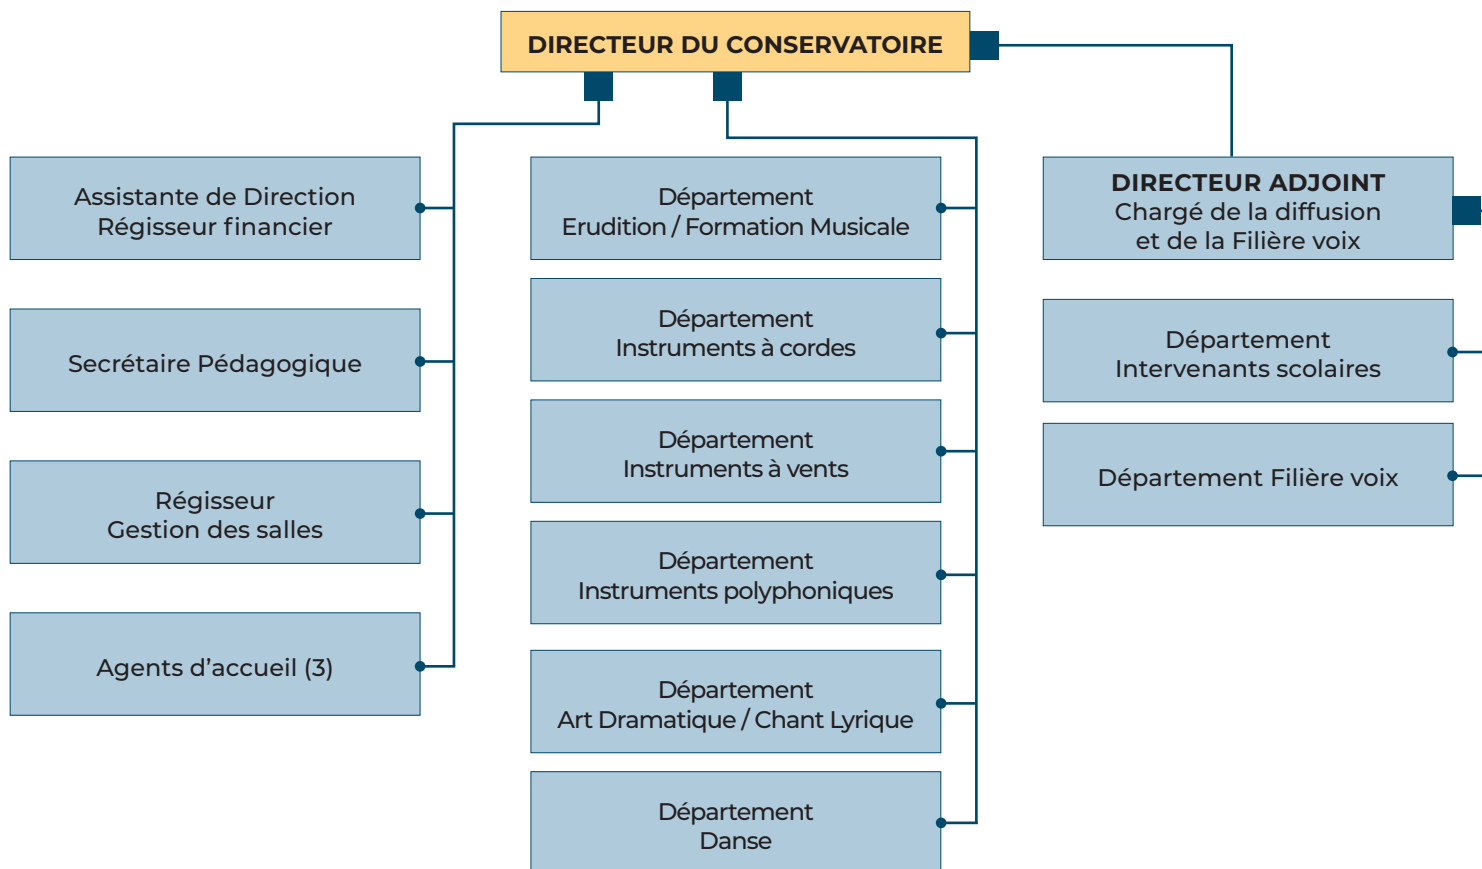 DIRECTEUR DU CONSERVATOIRE
Assistante de Direction
Régisseur financier
Secrétaire Pédagogique
Régisseur
Gestion des salles
Agents d’accueil (3)
Département
Erudition / Formation Musicale
Département
Instruments à cordes
Département
Instruments à vents
Département
Instruments polyphoniques
Département
Art Dramatique / Chant Lyrique
Département
Danse
DIRECTEUR ADJOINT
Chargé de la diffusion
et de la Filière voix
Département
Intervenants scolaires
Département Filière voix